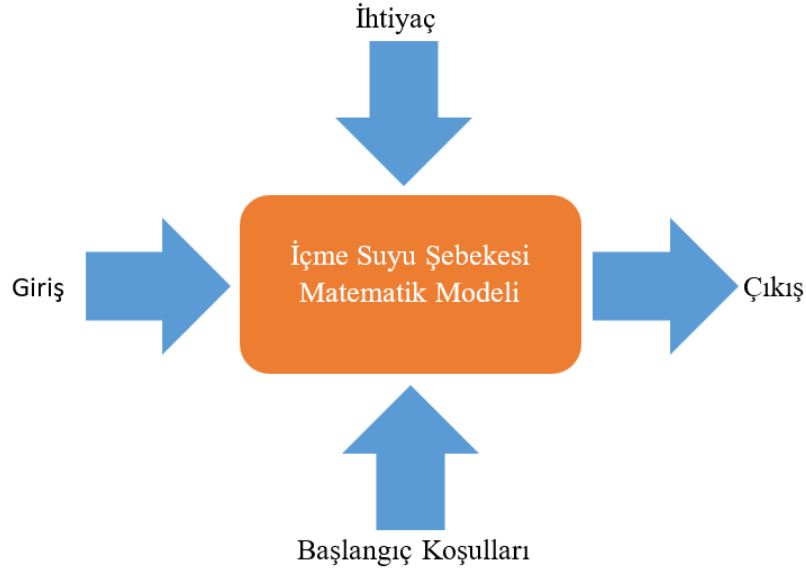 İhtiyaç
İçme Suyu Şebekesi
Matematik Modeli
Giriş
Çıkış
Başlangıç Koşulları